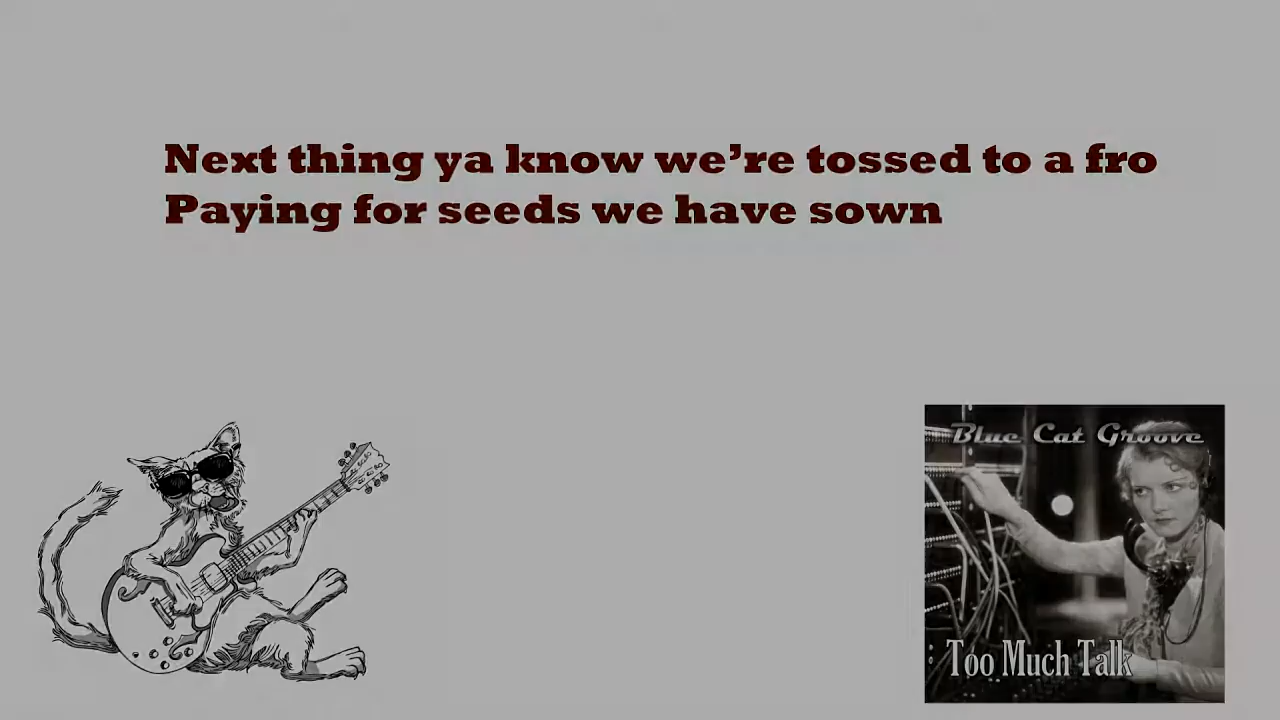 Next thing ya know we’re tossed to a fro
Paying for seeds we have sown
Blue Cat Groove
Too Much Talk